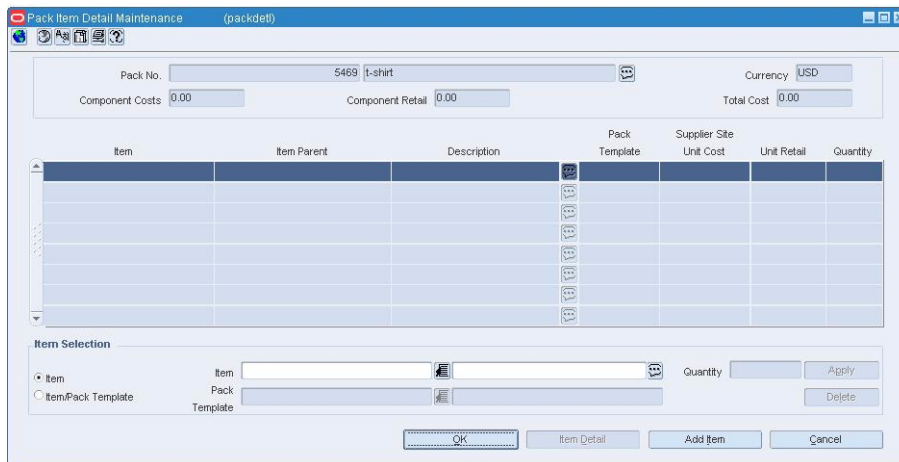 Pack Item Detail Maintenance (packdetl)
Pack No. 5469 t-shirt Currency USD
Component Costs 0.00 Component Retail 0.00 Total Cost 0.00
Pack Supplier Site
Item Item Parent Description Template Unit Cost Unit Retail Quantity
Item Selection
Item Item Quantity Apply
Item/Pack Template Pack Template Delete
OK Item Detail Add Item Cancel